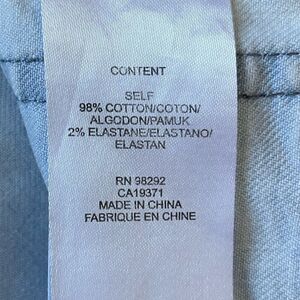 CONTENT
SELF
98% COTTON/COTON/
ALGODON/PAMUK
2% ELASTANE/ELASTANO/
ELASTAN
RN 98292
CA19371
MADE IN CHINA
FABRIQUE EN CHINE